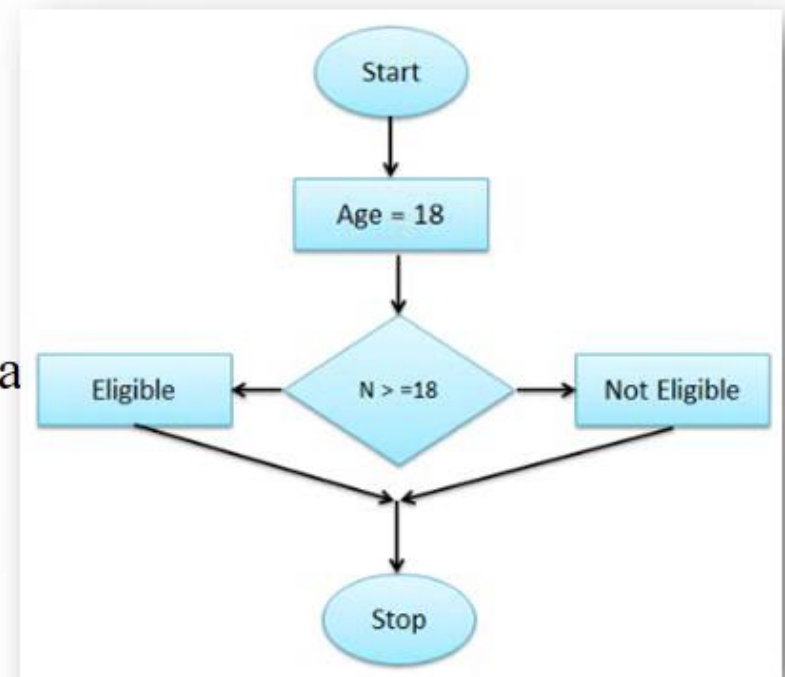 Start
Age = 18
a
Eligible
N > =18
Not Eligible
Stop